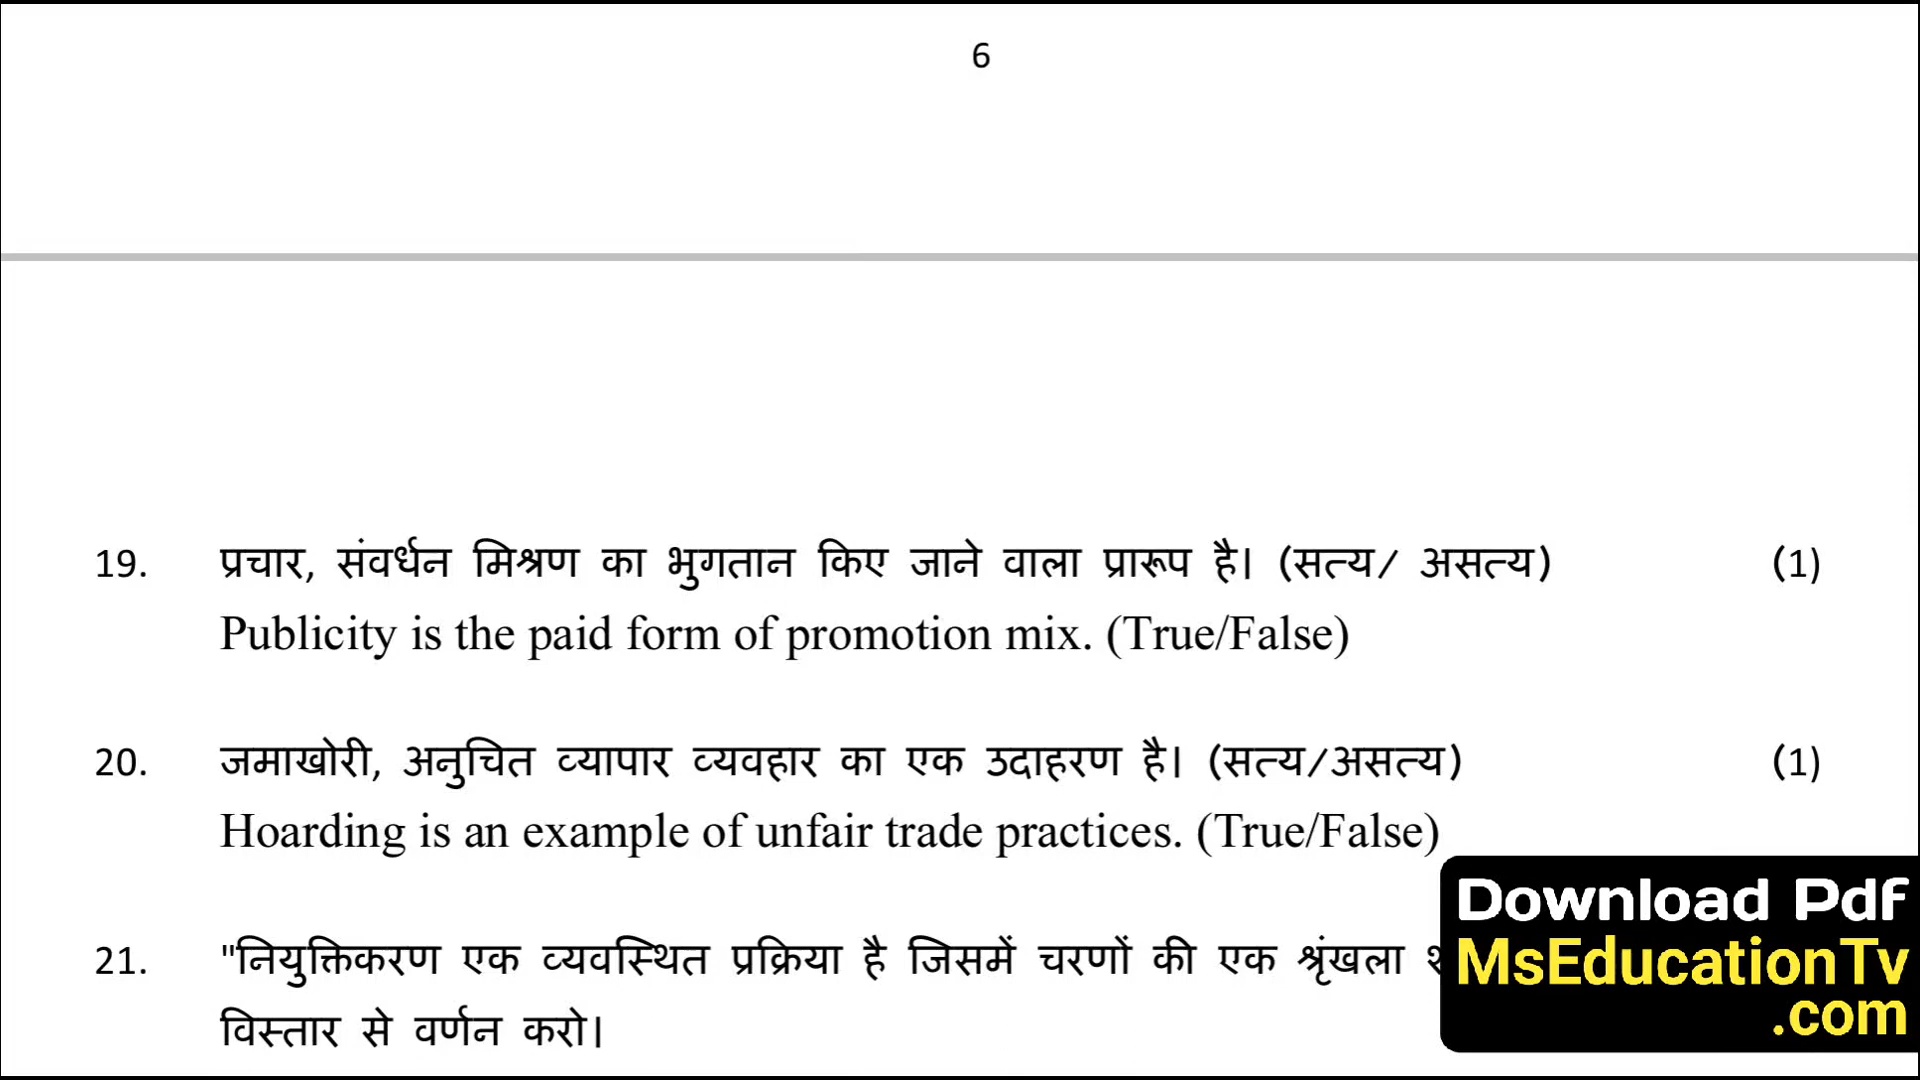 6
19. प्रचार, संवर्धन मिश्रण का भुगतान किए जाने वाला प्रारूप है। (सत्य/ असत्य) (1)
Publicity is the paid form of promotion mix. (True/False)
20. जमाखोरी, अनुचित व्यापार व्यवहार का एक उदाहरण है। (सत्य/असत्य) (1)
Hoarding is an example of unfair trade practices. (True/False)
21. "नियुक्तिकरण एक व्यवस्थित प्रक्रिया है जिसमें चरणों की एक श्रृंखला
विस्तार से वर्णन करो।
Download Pdf
MsEducationTv
.com